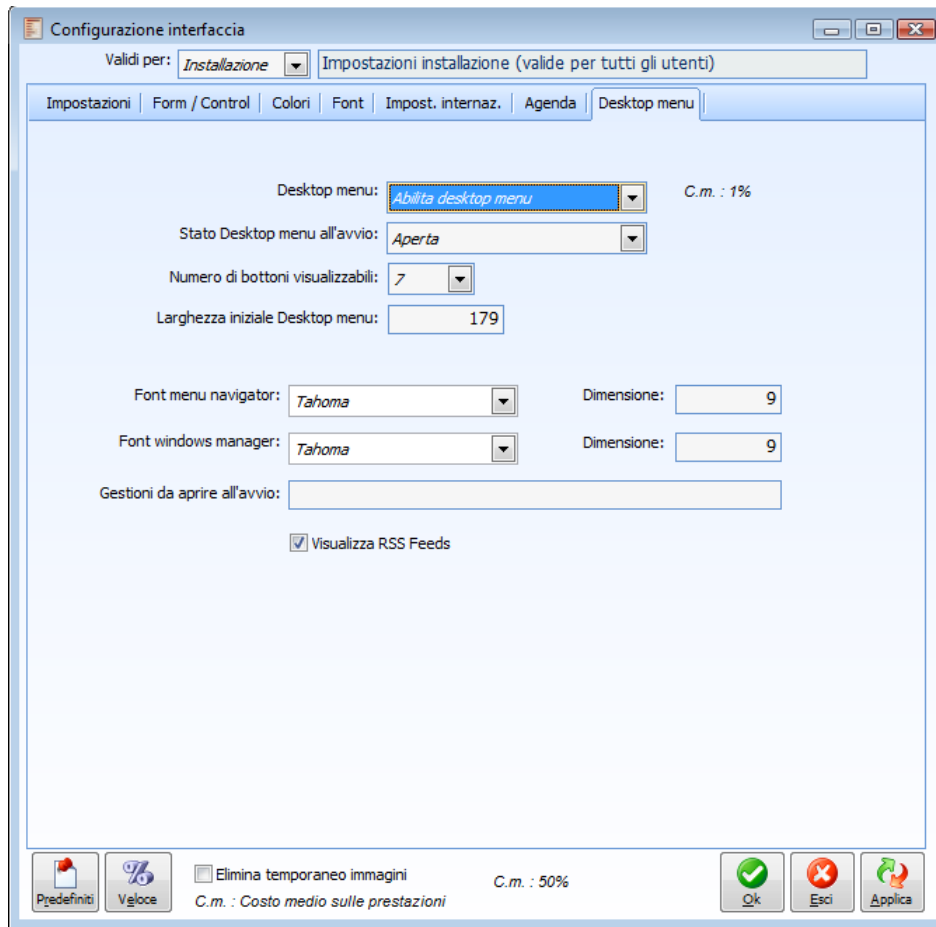 Configurazione interfaccia
Validi per: Installazione Impostazioni installazione (valide per tutti gli utenti)
Impostazioni Form / Control Colori Font Impost. internaz. Agenda Desktop menu
Desktop menu: Abilita desktop menu C.m. : 1%
Stato Desktop menu all'avvio: Aperta
Numero di bottoni visualizzabili: 7
Larghezza iniziale Desktop menu: 179
Font menu navigator: Tahoma Dimensione: 9
Font windows manager: Tahoma Dimensione: 9
Gestioni da aprire all'avvio:
Visualizza RSS Feeds
Elimina temporaneo immagini C.m. : 50%
C.m. : Costo medio sulle prestazioni
Predefiniti Veloce Ok Esci Applica